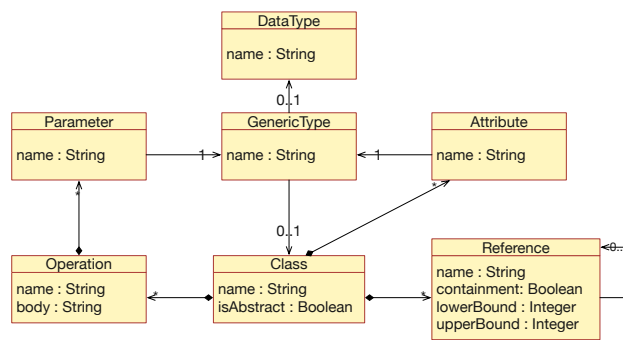 DataType
name : String
0..1
Parameter
name : String
1
GenericType
name : String
1
Attribute
name : String
*
0..1
*
Operation
name : String
body : String
*
Class
name : String
isAbstract : Boolean
*
Reference
name : String
containment: Boolean
lowerBound : Integer
upperBound : Integer
0..